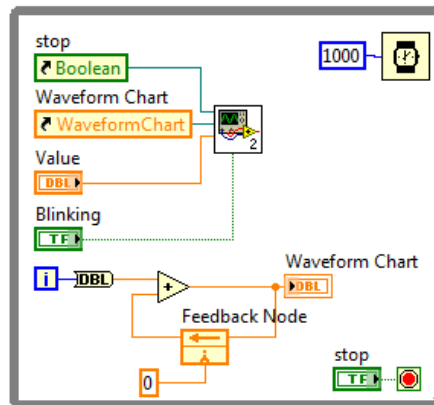 stop
Boolean
1000
Waveform Chart
WaveformChart
2
Value
DBL
Blinking
TF
i
DBL
Waveform Chart
DBL
Feedback Node
stop
0
TF